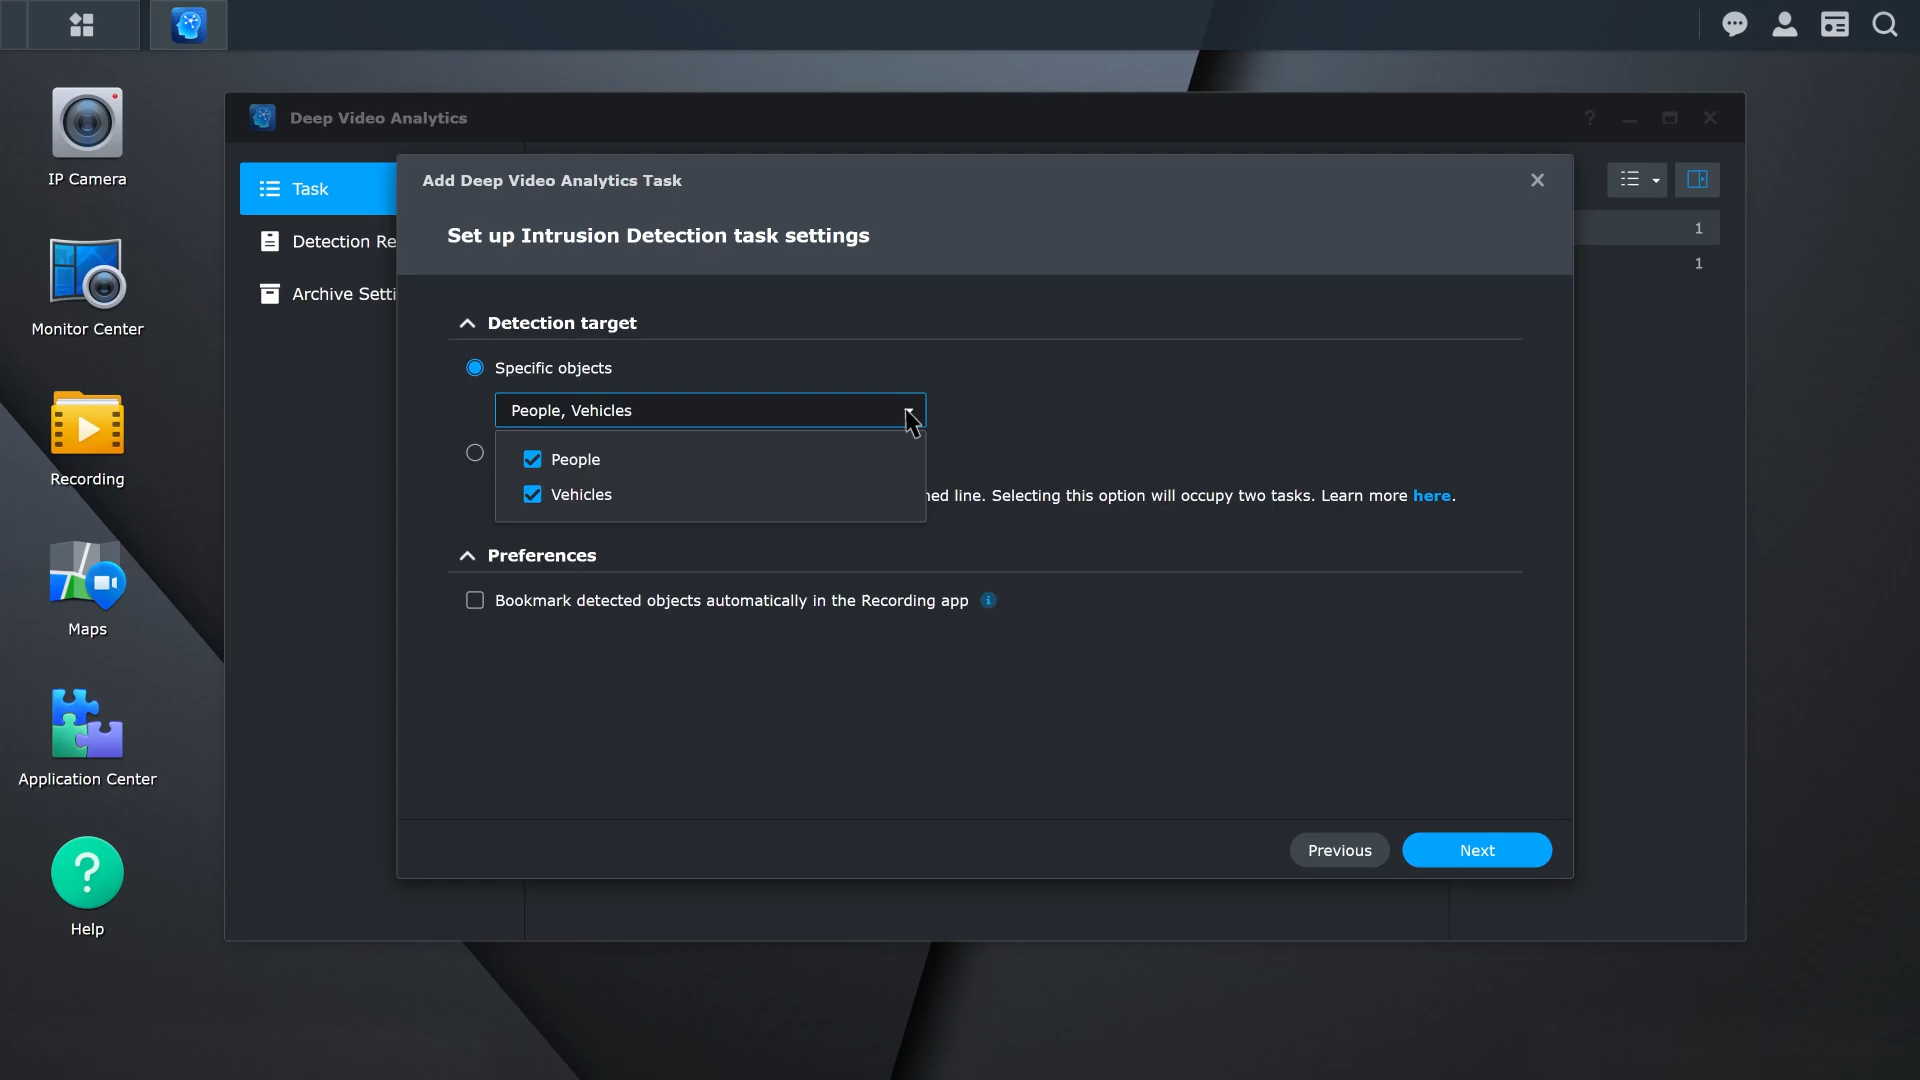 IP Camera
Monitor Center
Recording
Maps
Application Center
Help
Deep Video Analytics
Task
Detection Re
Archive Setti
1
1
Add Deep Video Analytics Task
Set up Intrusion Detection task settings
Detection target
Specific objects
People, Vehicles
People
Vehicles
ned line. Selecting this option will occupy two tasks. Learn more here.
Preferences
Bookmark detected objects automatically in the Recording app
Previous
Next